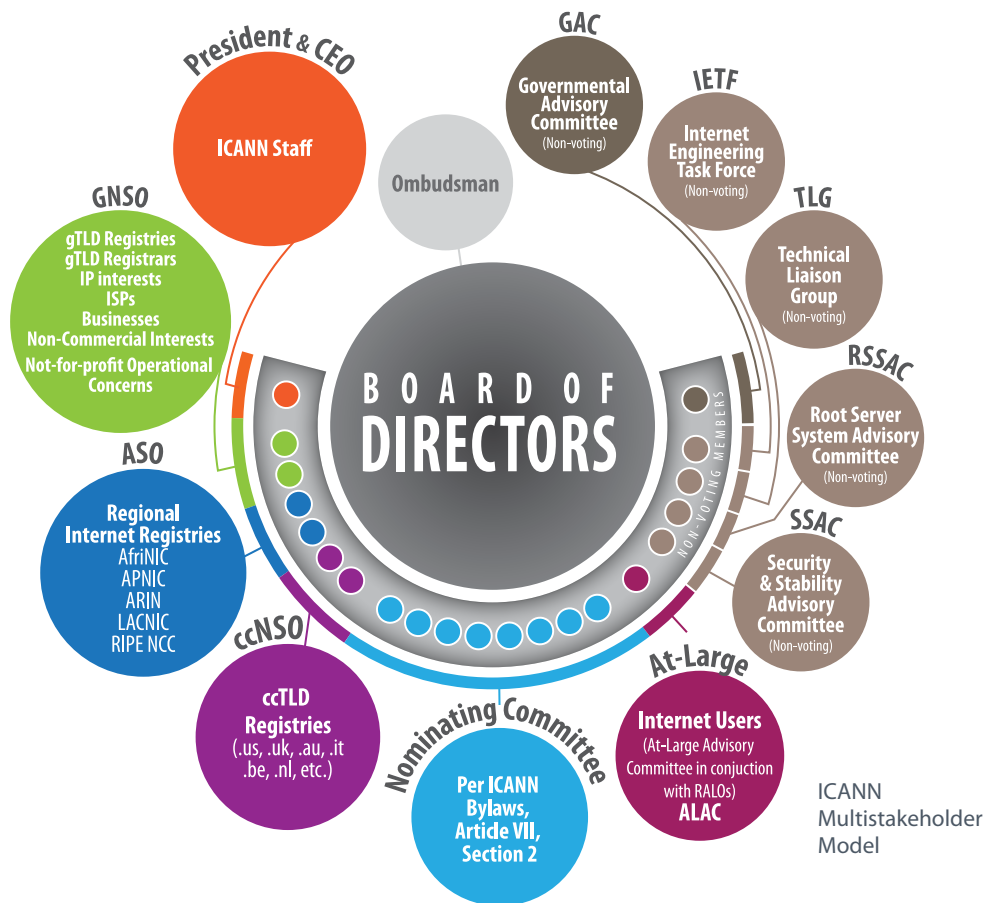 President & CEO
ICANN Staff
GNSO
gTLD Registries
gTLD Registrars
IP interests
ISPs
Businesses
Non-Commercial Interests
Not-for-profit Operational
Concerns
ASO
Regional
Internet Registries
AfriNIC
APNIC
ARIN
LACNIC
RIPE NCC
ccNSO
ccTLD
Registries
(.us, .uk, .au, .it
.be, .nl, etc.)
Nominating Committee
Per ICANN
Bylaws,
Article VII,
Section 2
At-Large
Internet Users
(At-Large Advisory
Committee in conjuction
with RALOs)
ALAC
SSAC
Security
& Stability
Advisory
Committee
(Non-voting)
RSSAC
Root Server
System Advisory
Committee
(Non-voting)
TLG
Technical
Liaison
Group
(Non-voting)
IETF
Internet
Engineering
Task Force
(Non-voting)
GAC
Governmental
Advisory
Committee
(Non-voting)
Ombudsman
BOARD OF
DIRECTORS
NON-VOTING MEMBERS
ICANN
Multistakeholder
Model